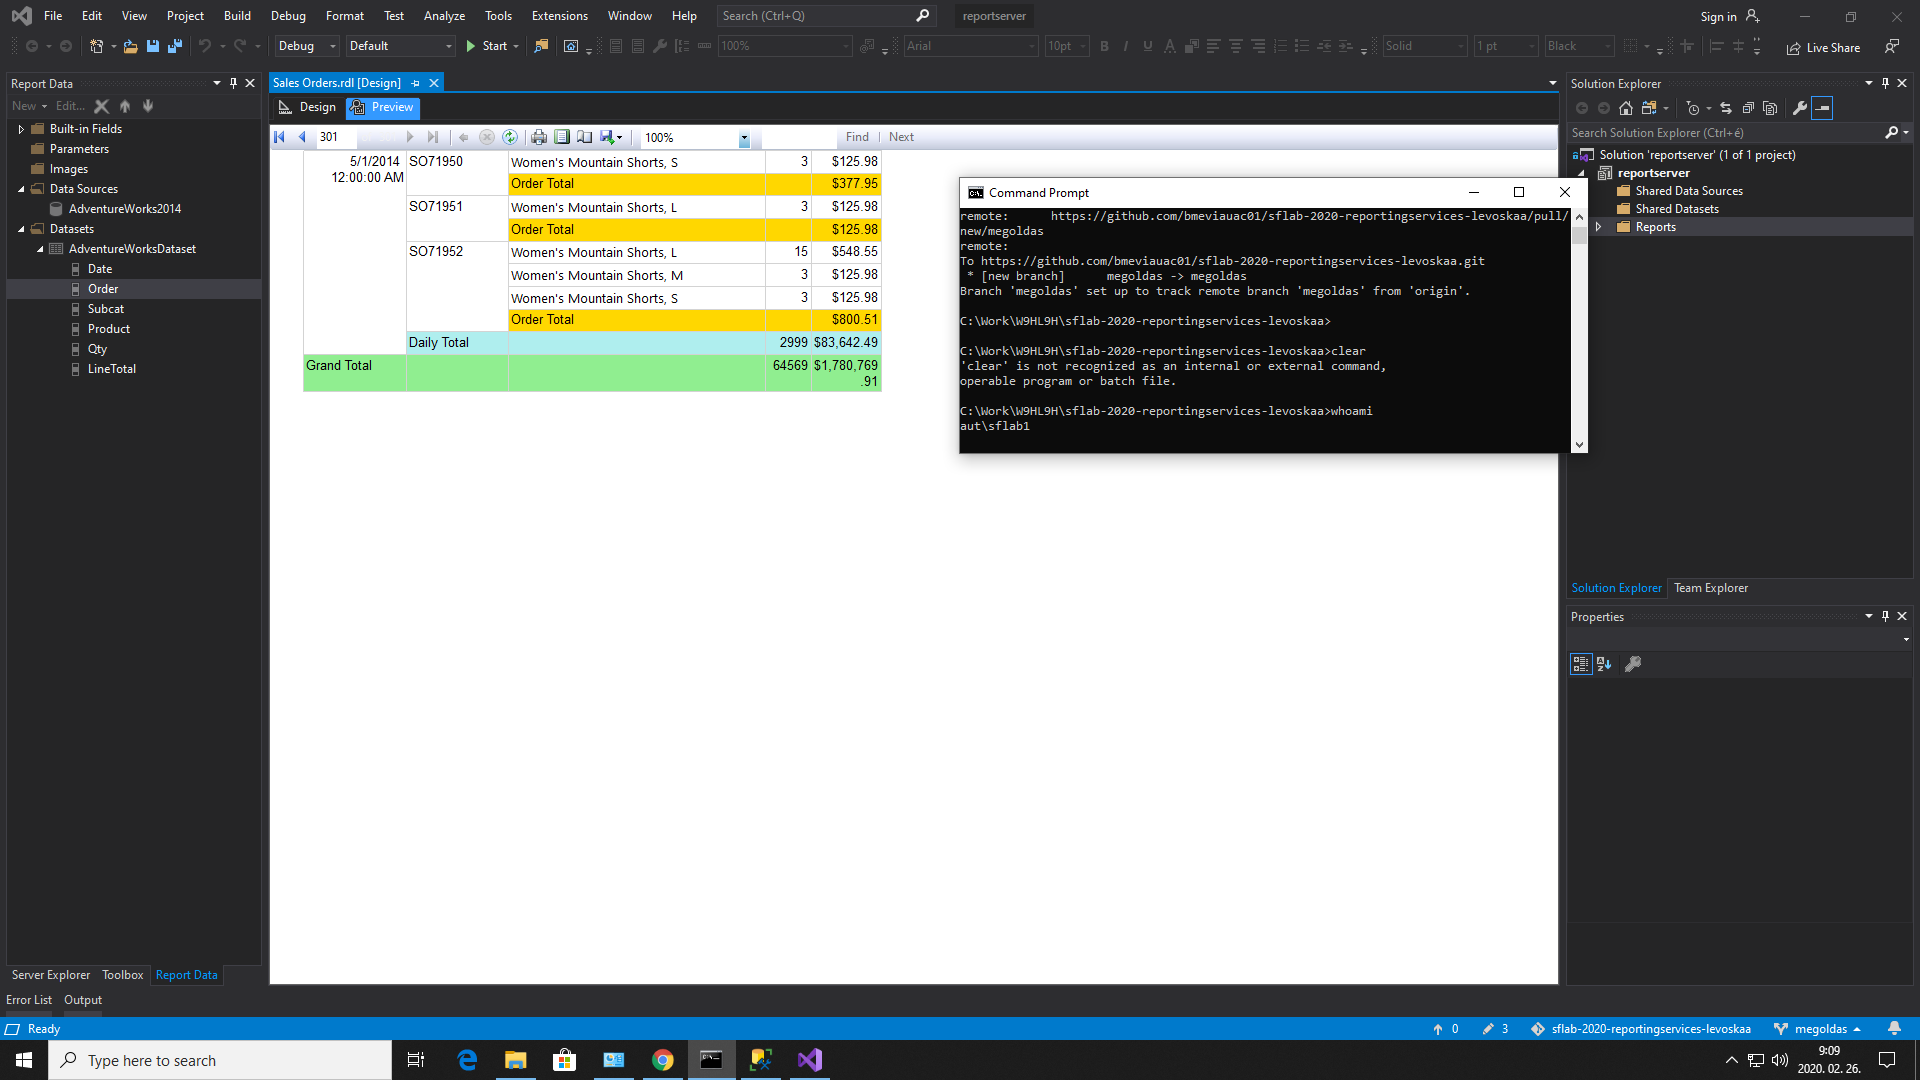 File Edit View Project Build Debug Format Test Analyze Tools Extensions Window Help Search (Ctrl+Q) reportserver Sign in
Debug Default Start 100% Arial 10pt B I U A Solid 1 pt Black Live Share
Report Data
New Edit...
Built-in Fields
Parameters
Images
Data Sources
AdventureWorks2014
Datasets
AdventureWorksDataset
Date
Order
Subcat
Product
Qty
LineTotal
Server Explorer Toolbox Report Data
Error List Output
Sales Orders.rdl [Design]
Design Preview
301 100% Find Next
5/1/2014 SO71950 Women's Mountain Shorts, S 3 $125.98
12:00:00 AM
Order Total $377.95
SO71951 Women's Mountain Shorts, L 3 $125.98
Order Total $125.98
SO71952 Women's Mountain Shorts, L 15 $548.55
Women's Mountain Shorts, M 3 $125.98
Women's Mountain Shorts, S 3 $125.98
Order Total $800.51
Daily Total 2999 $83,642.49
Grand Total 64569 $1,780,769
.91
Command Prompt
remote: https://github.com/bmeviauac01/sflab-2020-reportingservices-levoskaa/pull/
new/megoldas
remote:
To https://github.com/bmeviauac01/sflab-2020-reportingservices-levoskaa.git
* [new branch] megoldas -> megoldas
Branch 'megoldas' set up to track remote branch 'megoldas' from 'origin'.
C:\Work\W9HL9H\sflab-2020-reportingservices-levoskaa>
C:\Work\W9HL9H\sflab-2020-reportingservices-levoskaa>clear
'clear' is not recognized as an internal or external command,
operable program or batch file.
C:\Work\W9HL9H\sflab-2020-reportingservices-levoskaa>whoami
aut\sflab1
Solution Explorer
Search Solution Explorer (Ctrl+é)
Solution 'reportserver' (1 of 1 project)
reportserver
Shared Data Sources
Shared Datasets
Reports
Solution Explorer Team Explorer
Properties
Ready 0 3 sflab-2020-reportingservices-levoskaa megoldas
Type here to search
9:09
2020. 02. 26.